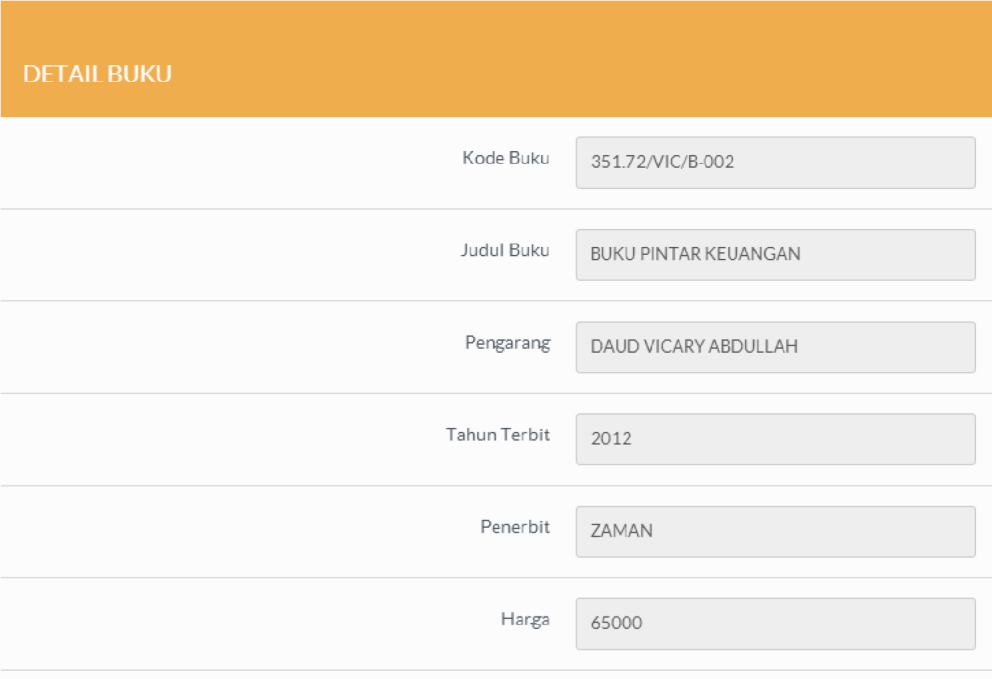 DETAIL BUKU
Kode Buku 351.72/VIC/B-002
Judul Buku BUKU PINTAR KEUANGAN
Pengarang DAUD VICARY ABDULLAH
Tahun Terbit 2012
Penerbit ZAMAN
Harga 65000